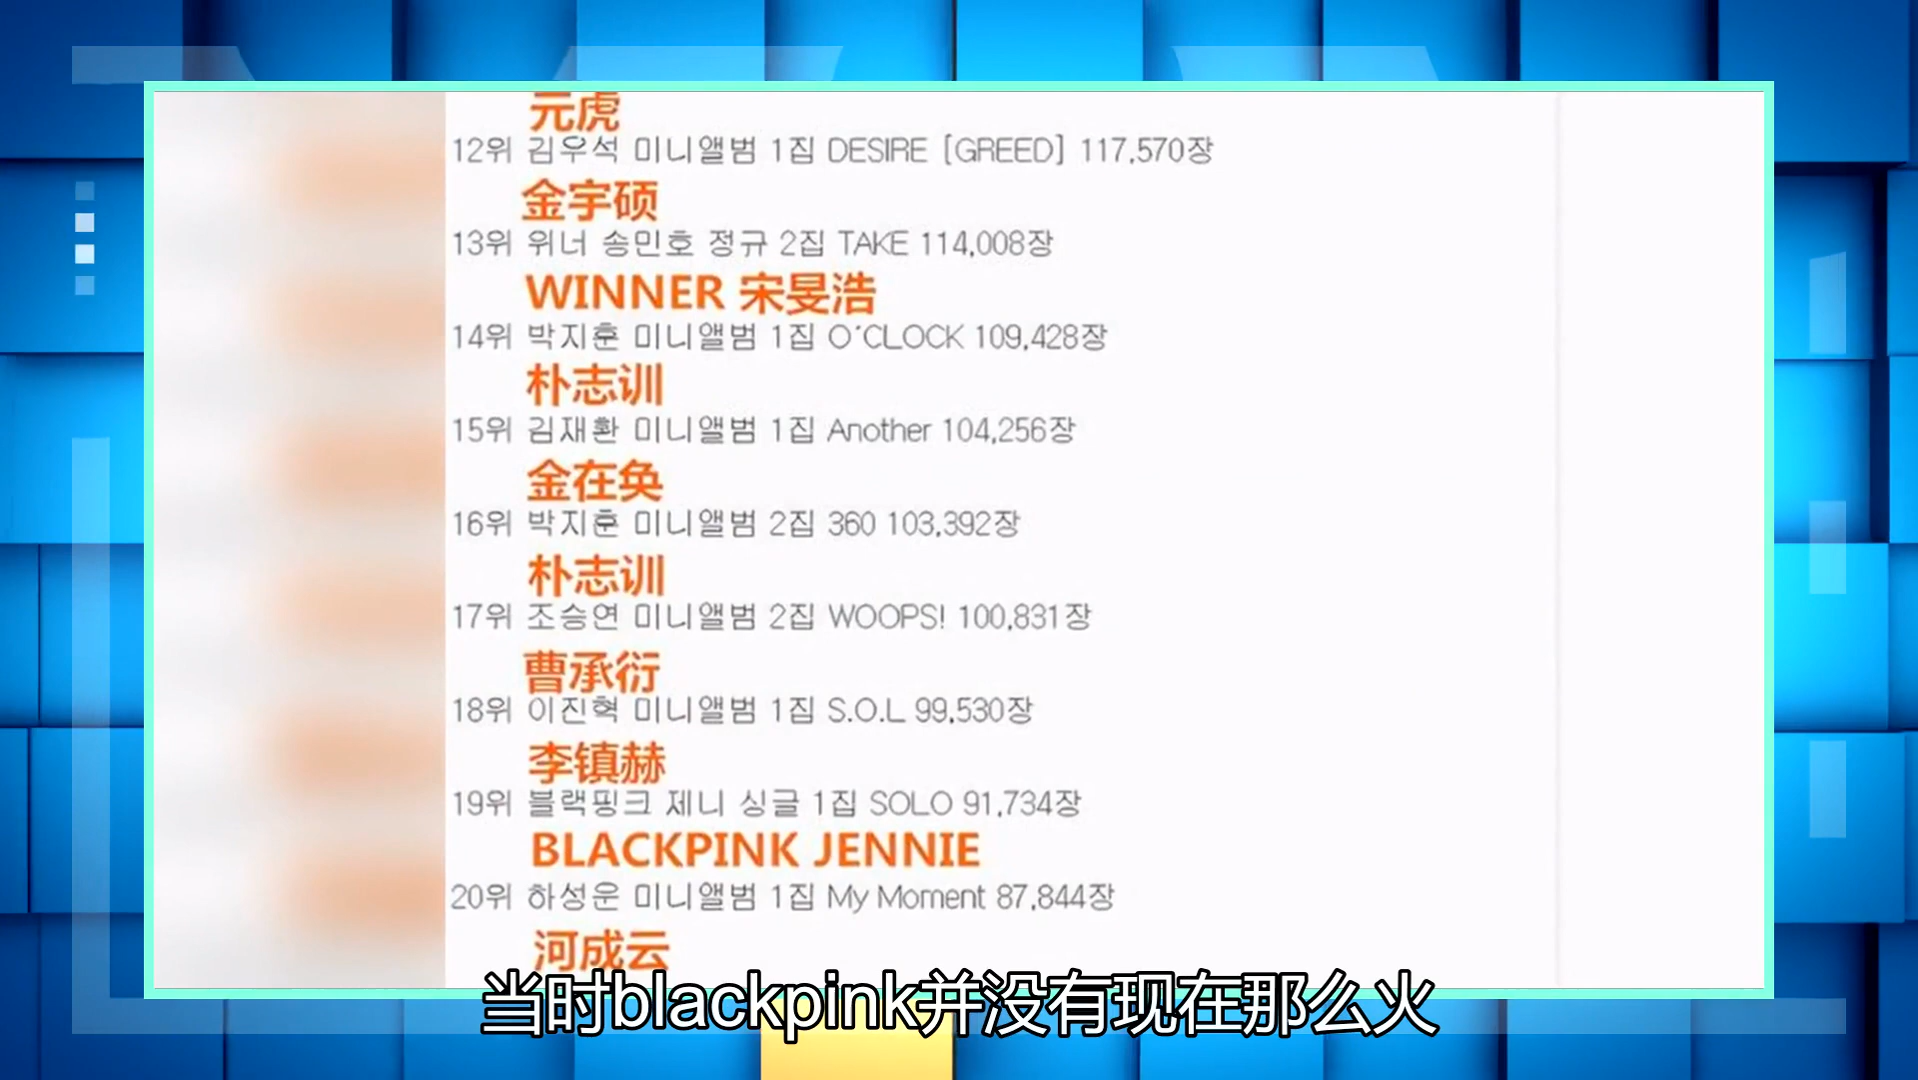 元虎
12위 김우석 미니앨범 1집 DESIRE [GREED] 117,570장
金宇硕
13위 위너 송민호 정규 2집 TAKE 114,008장
WINNER 宋旻浩
14위 박지훈 미니앨범 1집 O'CLOCK 109,428장
朴志训
15위 김재환 미니앨범 1집 Another 104,256장
金在奂
16위 박지훈 미니앨범 2집 360 103,392장
朴志训
17위 조승연 미니앨범 2집 WOOPS! 100,831장
曹承衍
18위 이진혁 미니앨범 1집 S.O.L 99,530장
李镇赫
19위 블랙핑크 제니 싱글 1집 SOLO 91,734장
BLACKPINK JENNIE
20위 하성운 미니앨범 1집 My Moment 87,844장
河成云
当时blackpink并没有现在那么火